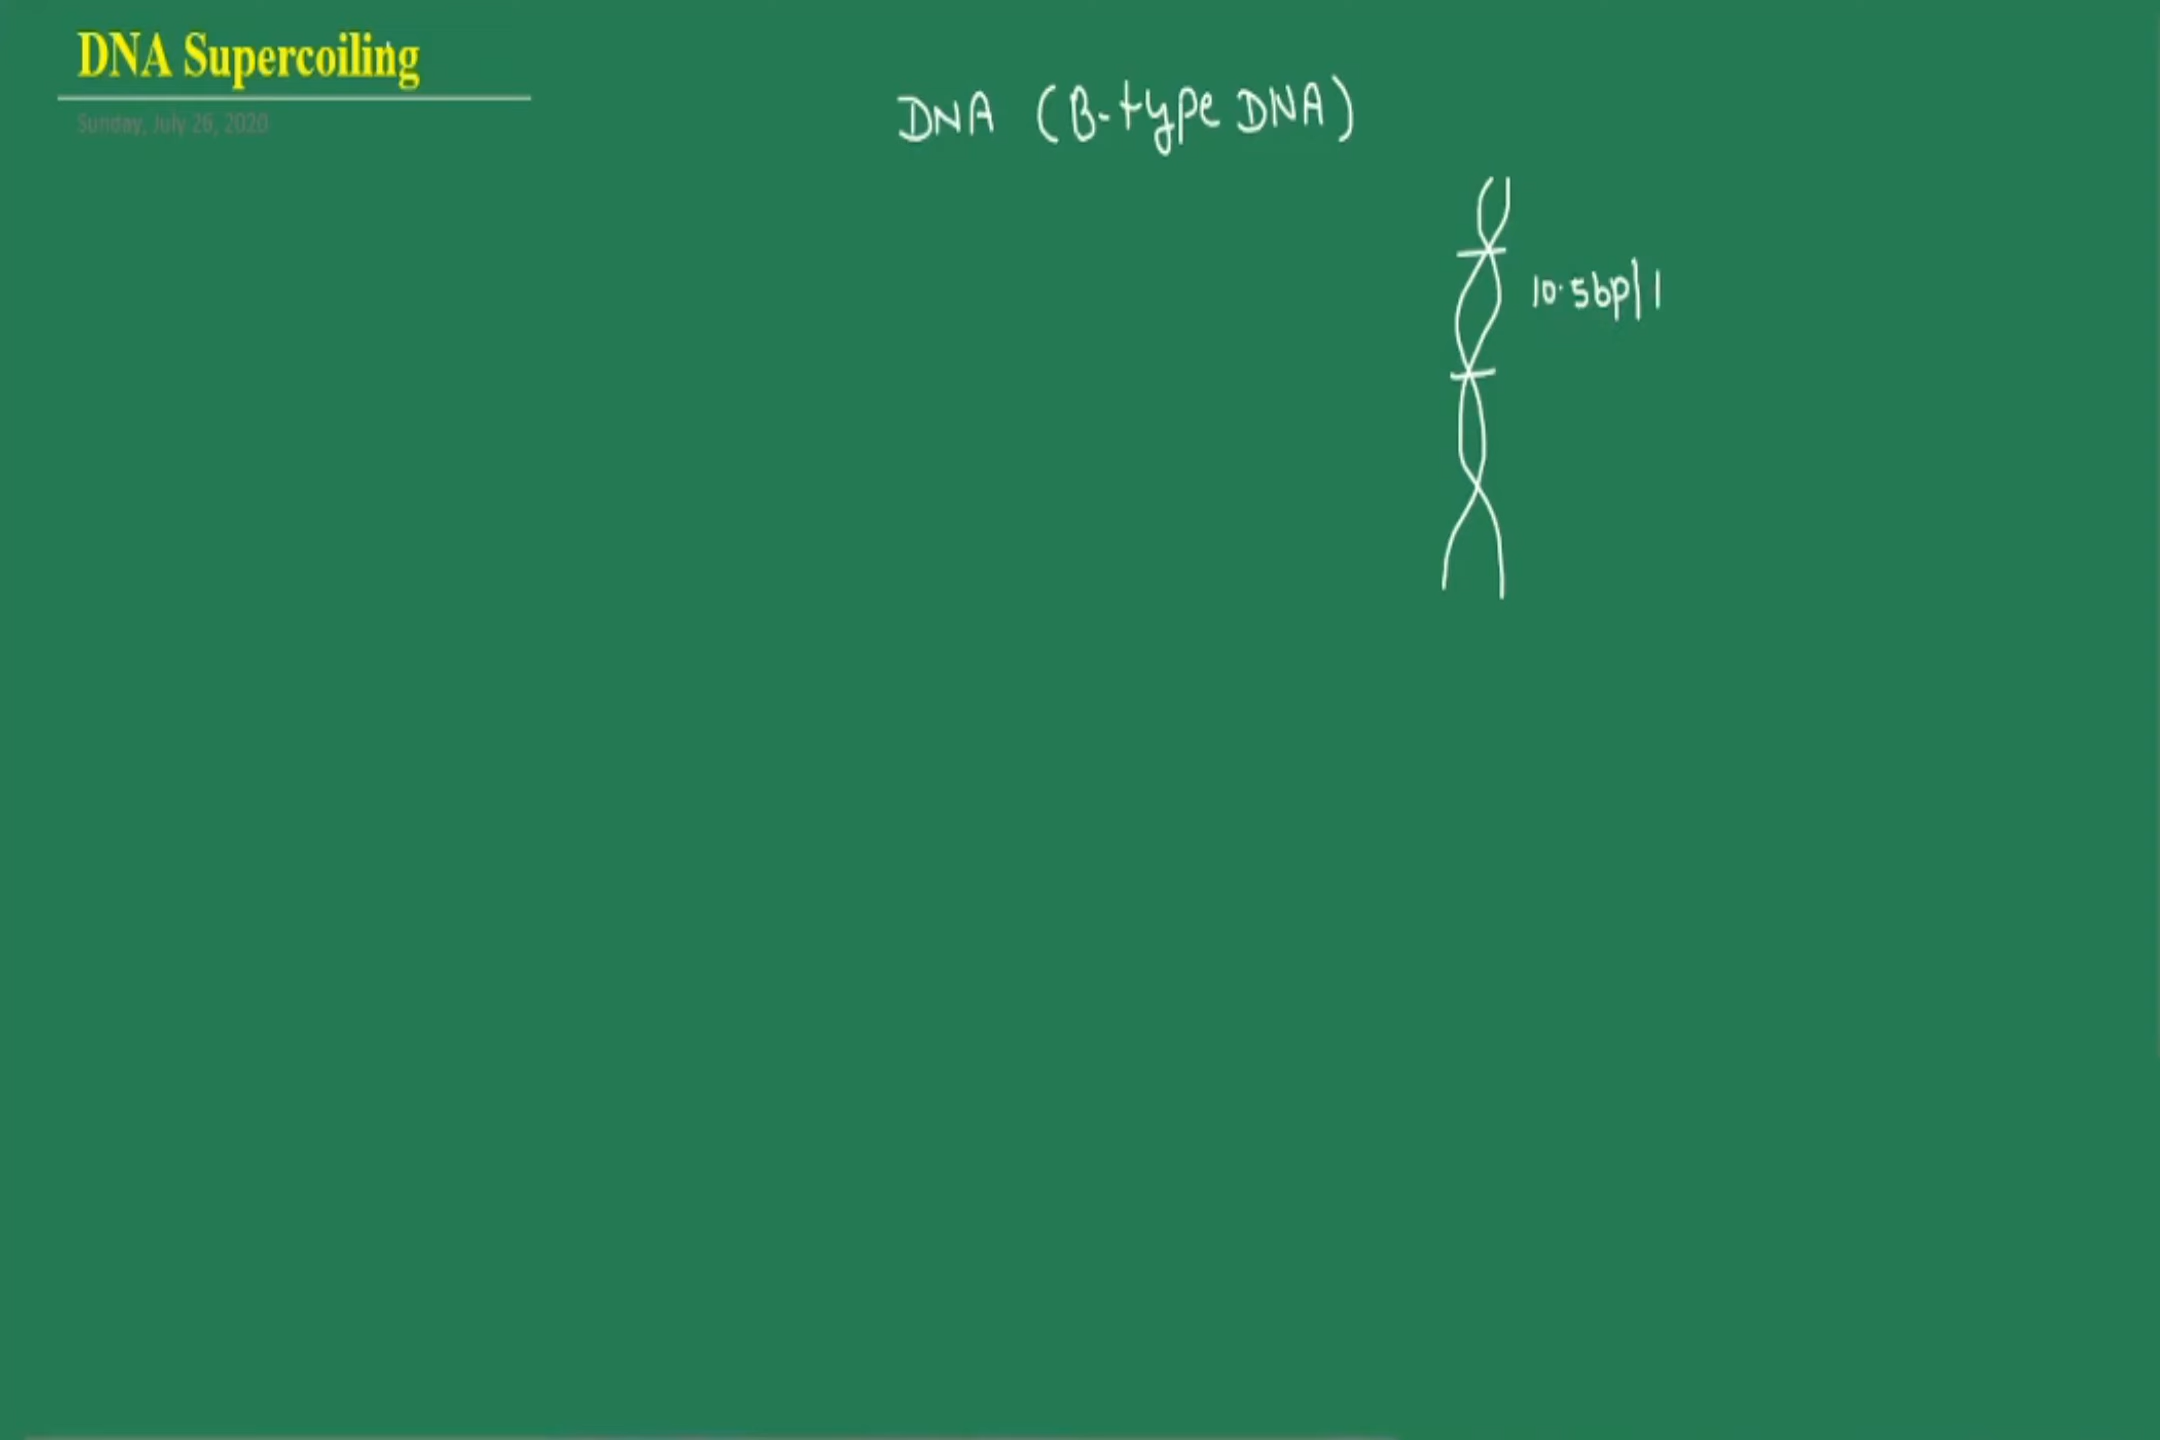 DNA Supercoiling
Sunday, July 26, 2020
DNA (B-type DNA)
10.5bp/1